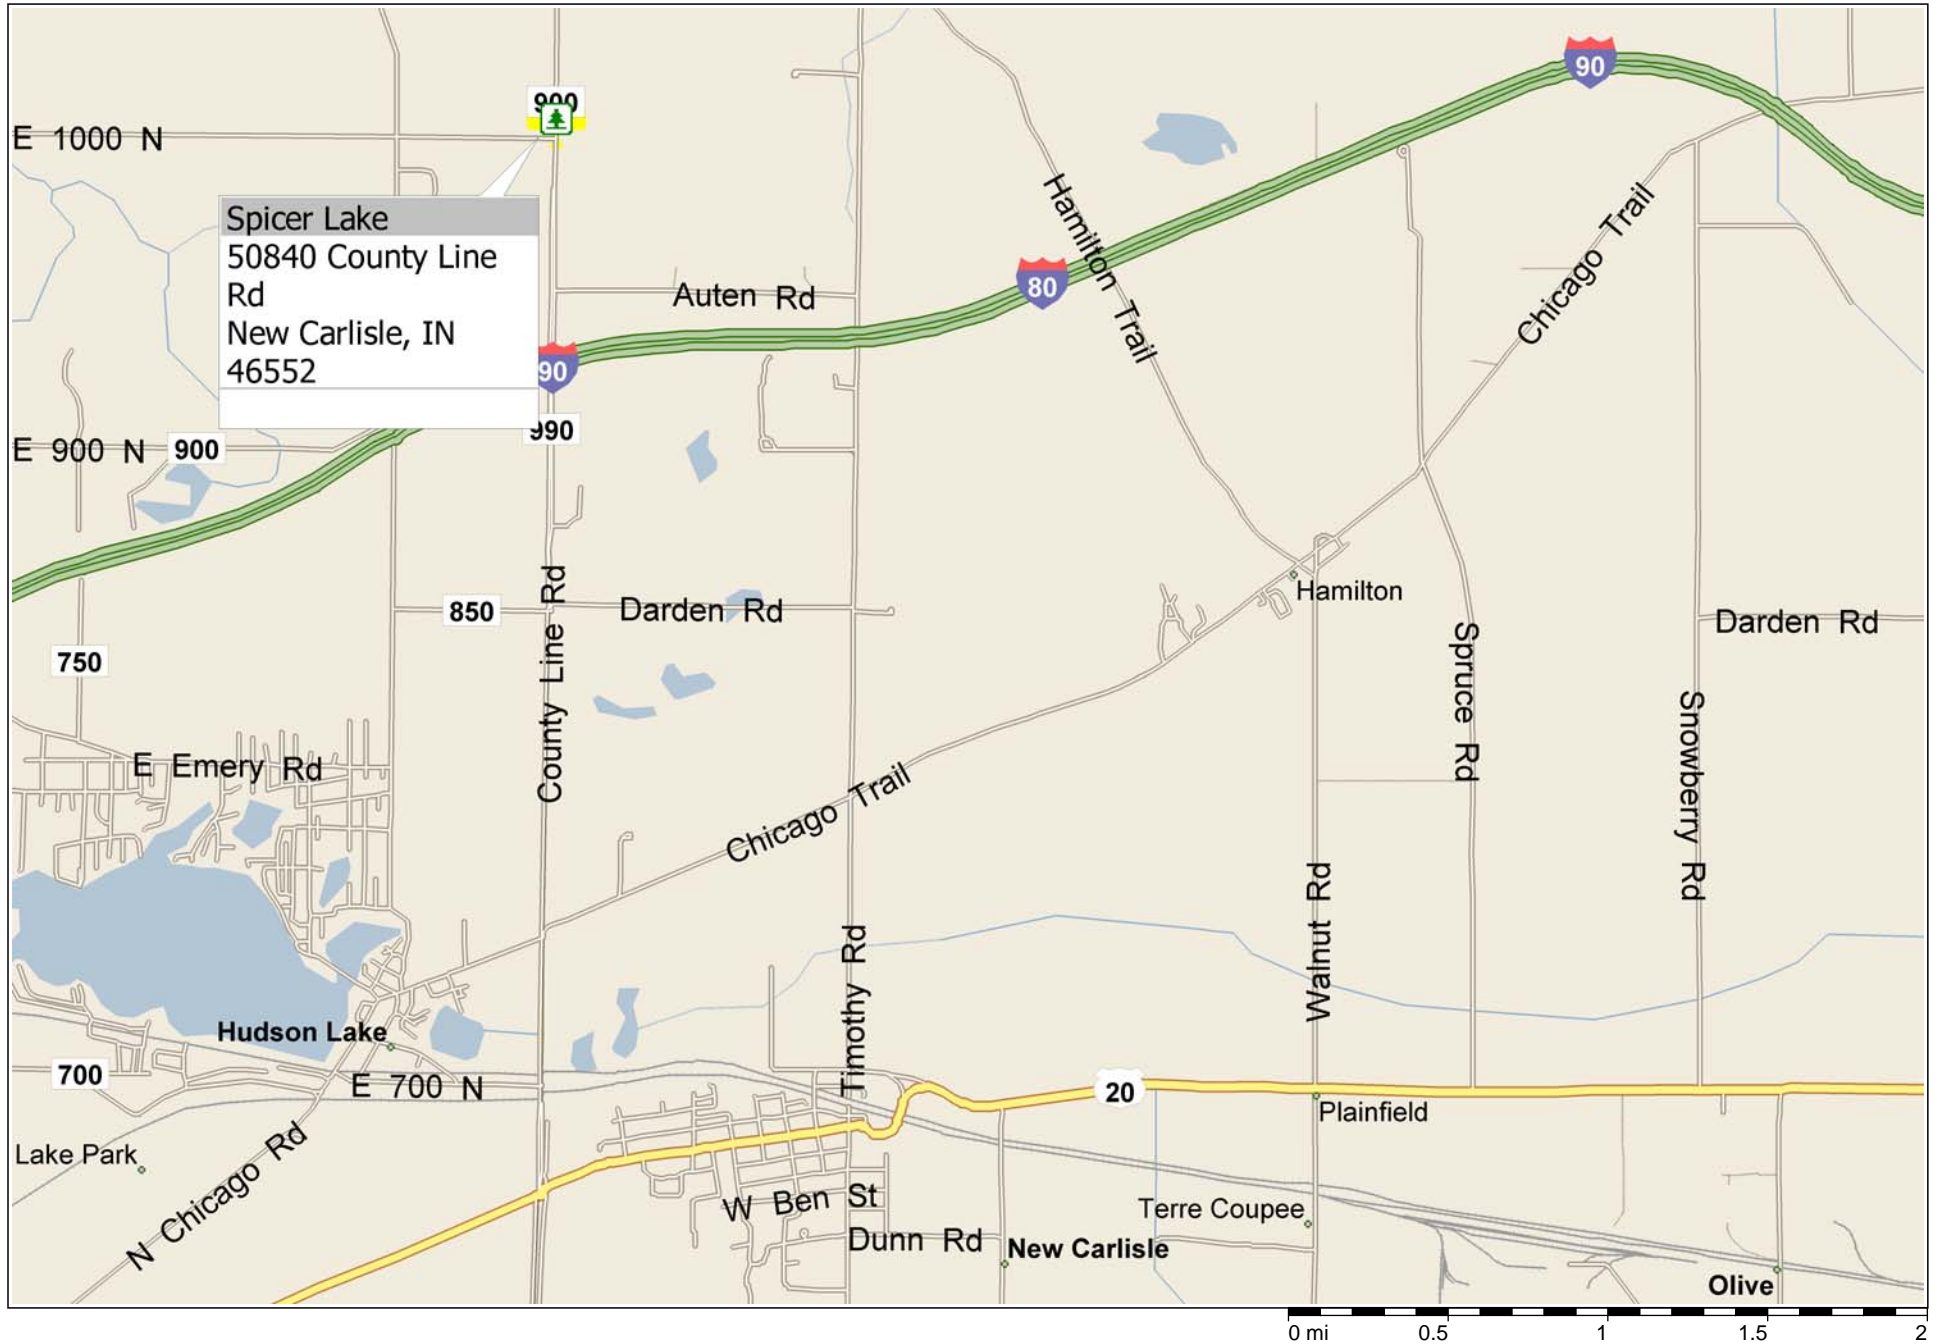 90
900
E 1000 N
Hamilton Trail
Chicago Trail
Spicer Lake
50840 County Line
Rd
New Carlisle, IN
46552
80
Auten Rd
90
990
E 900 N
900
Hamilton
850
County Line Rd
Darden Rd
Darden Rd
750
Spruce Rd
Snowberry Rd
E Emery Rd
Chicago Trail
Walnut Rd
Timothy Rd
Hudson Lake
700
E 700 N
20
Plainfield
Lake Park
N Chicago Rd
W Ben St
Terre Coupee
Dunn Rd
New Carlisle
Olive
0 mi 0.5 1 1.5 2